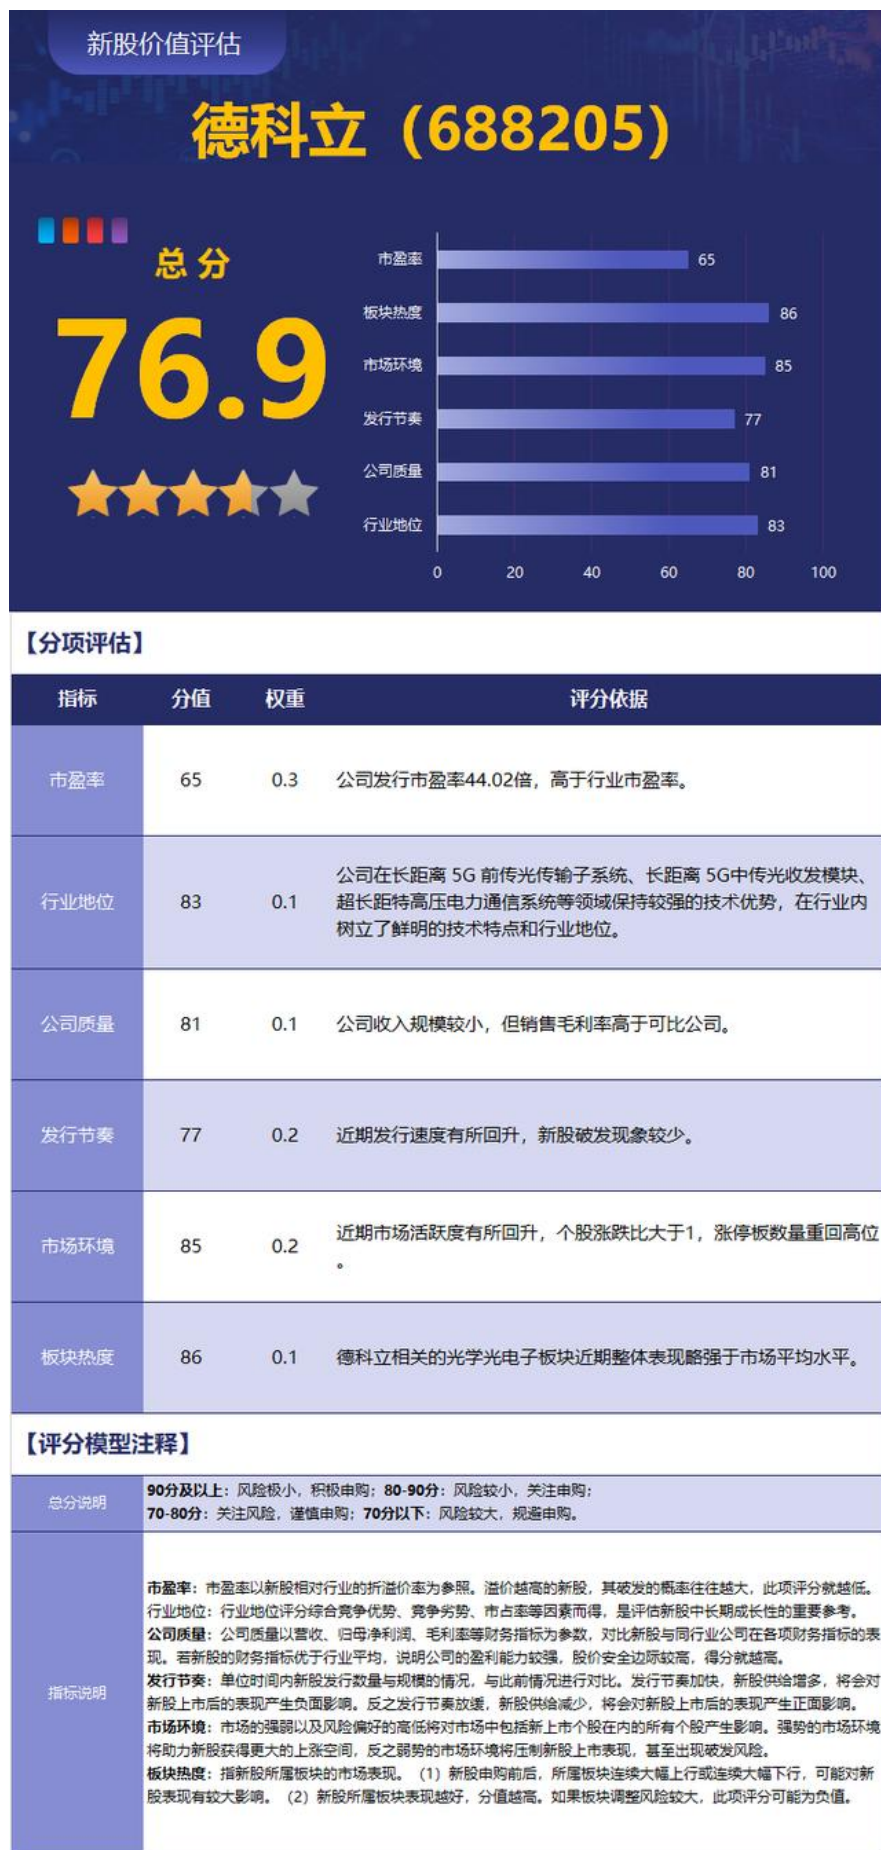 新股价值评估
德科立（688205）
总分
76.9
市盈率 65
板块热度 86
市场环境 85
发行节奏 77
公司质量 81
行业地位 83
0 20 40 60 80 100
【分项评估】
指标 分值 权重 评分依据
市盈率 65 0.3 公司发行市盈率44.02倍，高于行业市盈率。
公司在长距离 5G 前传光传输子系统、长距离 5G中传光收发模块、
行业地位 83 0.1 超长距特高压电力通信系统等领域保持较强的技术优势，在行业内
树立了鲜明的技术特点和行业地位。
公司质量 81 0.1 公司收入规模较小，但销售毛利率高于可比公司。
发行节奏 77 0.2 近期发行速度有所回升，新股破发现象较少。
市场环境 85 0.2 近期市场活跃度有所回升，个股涨跌比大于1，涨停板数量重回高位
。
板块热度 86 0.1 德科立相关的光学光电子板块近期整体表现略强于市场平均水平。
【评分模型注释】
总分说明
90分及以上：风险极小，积极申购；80-90分：风险较小，关注申购；
70-80分：关注风险，谨慎申购；70分以下：风险较大，规避申购。
指标说明
市盈率：市盈率以新股相对行业的折溢价率为参照。溢价越高的新股，其破发的概率往往越大，此项评分就越低。
行业地位：行业地位评分综合竞争优势、竞争劣势、市占率等因素而得，是评估新股中长期成长性的重要参考。
公司质量：公司质量以营收、归母净利润、毛利率等财务指标为参数，对比新股与同行业公司在各项财务指标的表
现。若新股的财务指标优于行业平均，说明公司的盈利能力较强，股价安全边际较高，得分就越高。
发行节奏：单位时间内新股发行数量与规模的情况，与此前情况进行对比。发行节奏加快，新股供给增多，将会对
新股上市后的表现产生负面影响。反之发行节奏放缓，新股供给减少，将会对新股上市后的表现产生正面影响。
市场环境：市场的强弱以及风险偏好的高低将对市场中包括新上市个股在内的所有个股产生影响。强势的市场环境
将助力新股获得更大的上涨空间，反之弱势的市场环境将压制新股上市表现，甚至出现破发风险。
板块热度：指新股所属板块的市场表现。（1）新股申购前后，所属板块连续大幅上行或连续大幅下行，可能对新
股表现有较大影响。（2）新股所属板块表现越好，分值越高。如果板块调整风险较大，此项评分可能为负值。